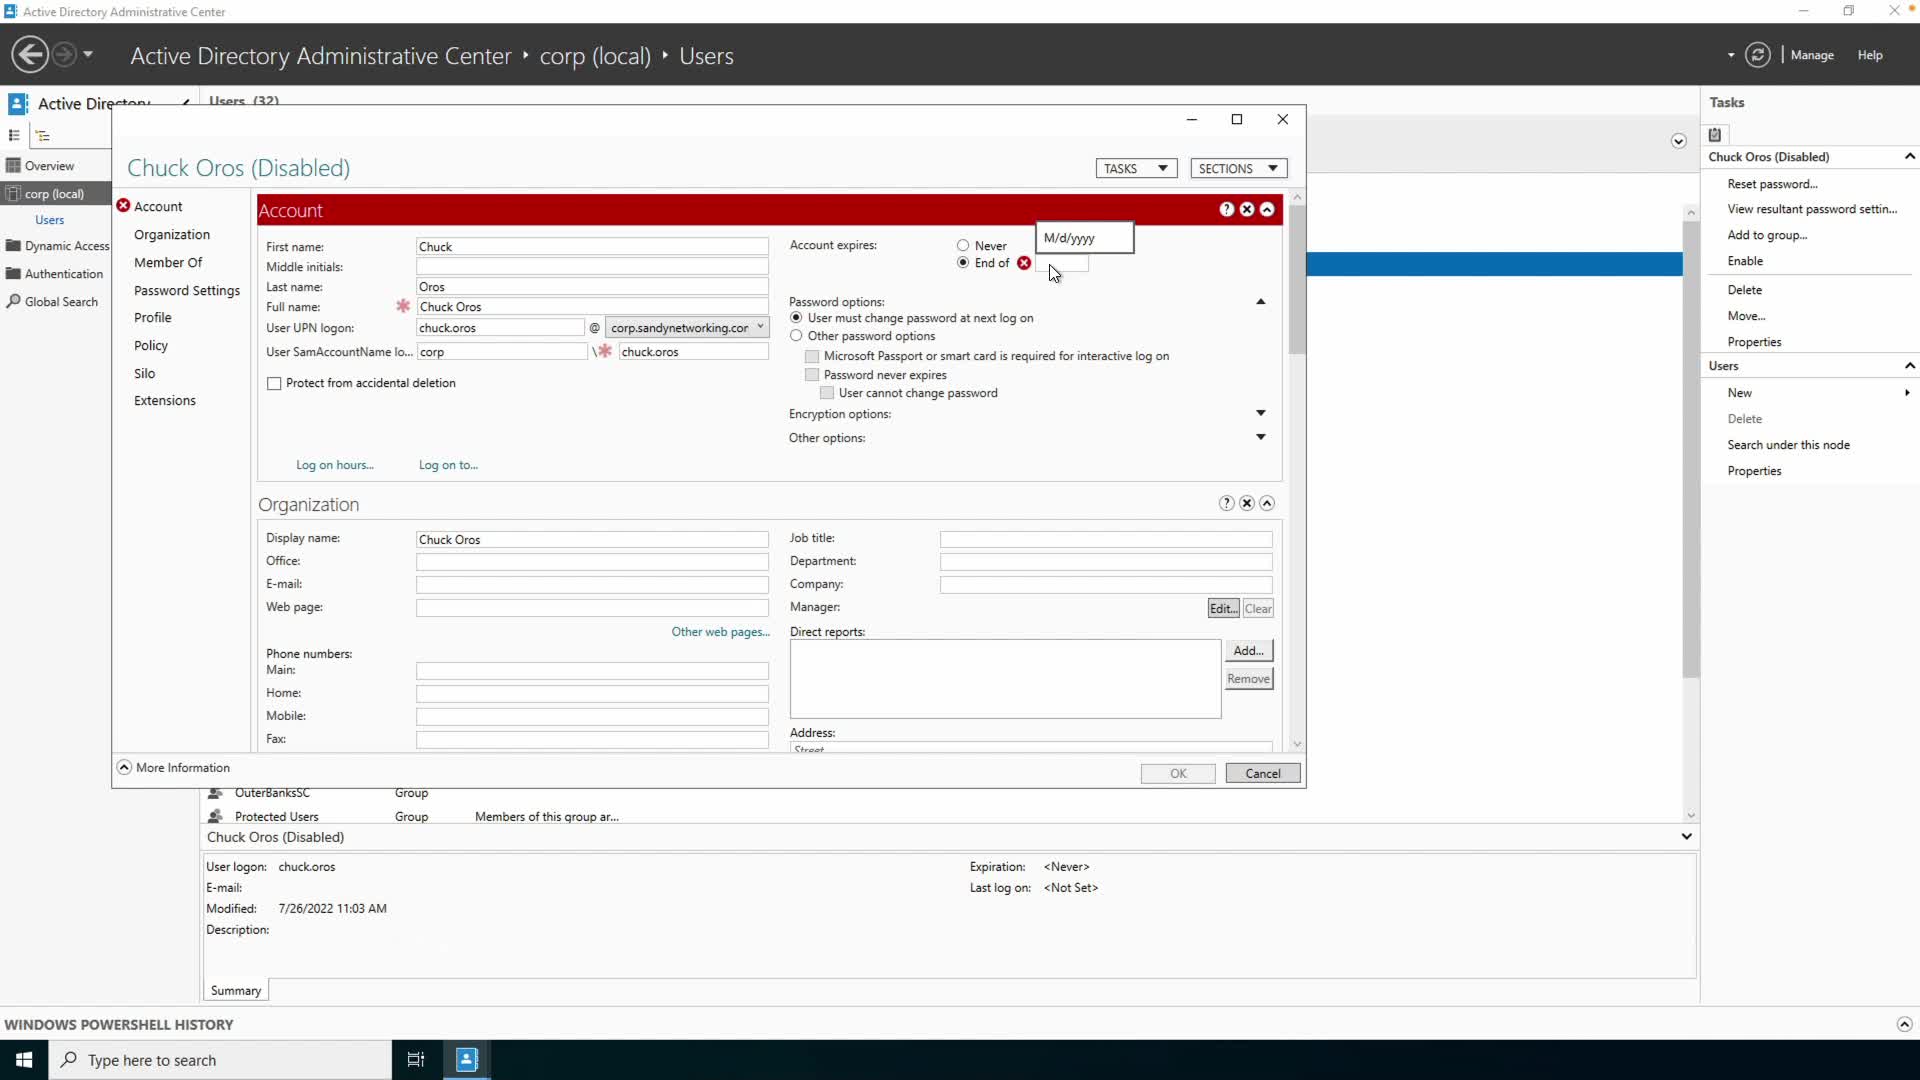 Active Directory Administrative Center
Active Directory Administrative Center • corp (local) • Users
Manage
Help
Active Directory
Users (32)
Tasks
Overview
corp (local)
Users
Dynamic Access
Authentication
Global Search
Chuck Oros (Disabled)
TASKS
SECTIONS
Account
Organization
Member Of
Password Settings
Profile
Policy
Silo
Extensions
Account
First name: Chuck
Middle initials:
Last name: Oros
Full name: Chuck Oros
User UPN logon: chuck.oros @ corp.sandynetworking.cor
User SamAccountName lo... corp \ chuck.oros
Protect from accidental deletion
Log on hours...
Log on to...
Account expires:
Never
End of
M/d/yyyy
Password options:
User must change password at next log on
Other password options
Microsoft Passport or smart card is required for interactive log on
Password never expires
User cannot change password
Encryption options:
Other options:
Organization
Display name: Chuck Oros
Office:
E-mail:
Web page:
Other web pages...
Phone numbers:
Main:
Home:
Mobile:
Fax:
Job title:
Department:
Company:
Manager:
Edit...
Clear
Direct reports:
Add...
Remove
Address:
Street
More Information
OK
Cancel
OuterBanksSC Group
Protected Users Group Members of this group ar...
Chuck Oros (Disabled)
User logon: chuck.oros
E-mail:
Modified: 7/26/2022 11:03 AM
Description:
Expiration: <Never>
Last log on: <Not Set>
Summary
Chuck Oros (Disabled)
Reset password...
View resultant password settin...
Add to group...
Enable
Delete
Move...
Properties
Users
New
Delete
Search under this node
Properties
WINDOWS POWERSHELL HISTORY
Type here to search